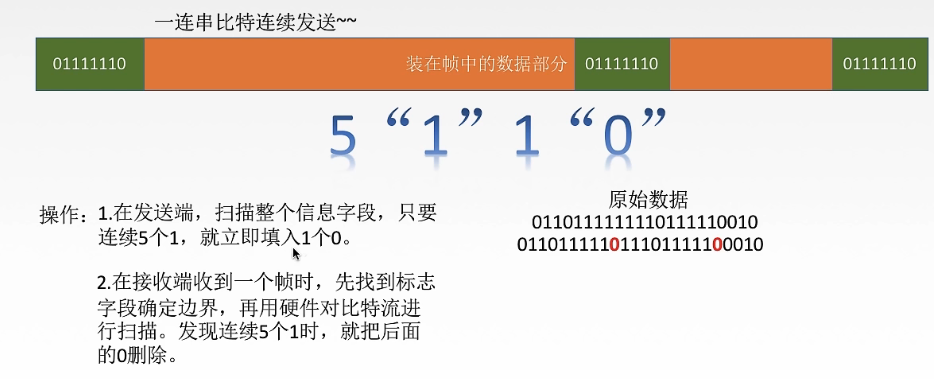 一连串比特连续发送~~
01111110 装在帧中的数据部分 01111110 01111110
5 “1” 1 “0”
操作：1.在发送端，扫描整个信息字段，只要
连续5个1，就立即填入1个0。
2.在接收端收到一个帧时，先找到标志
字段确定边界，再用硬件对比特流进
行扫描。发现连续5个1时，就把后面
的0删除。
原始数据
0110111111110111110010
011011111011101111100010